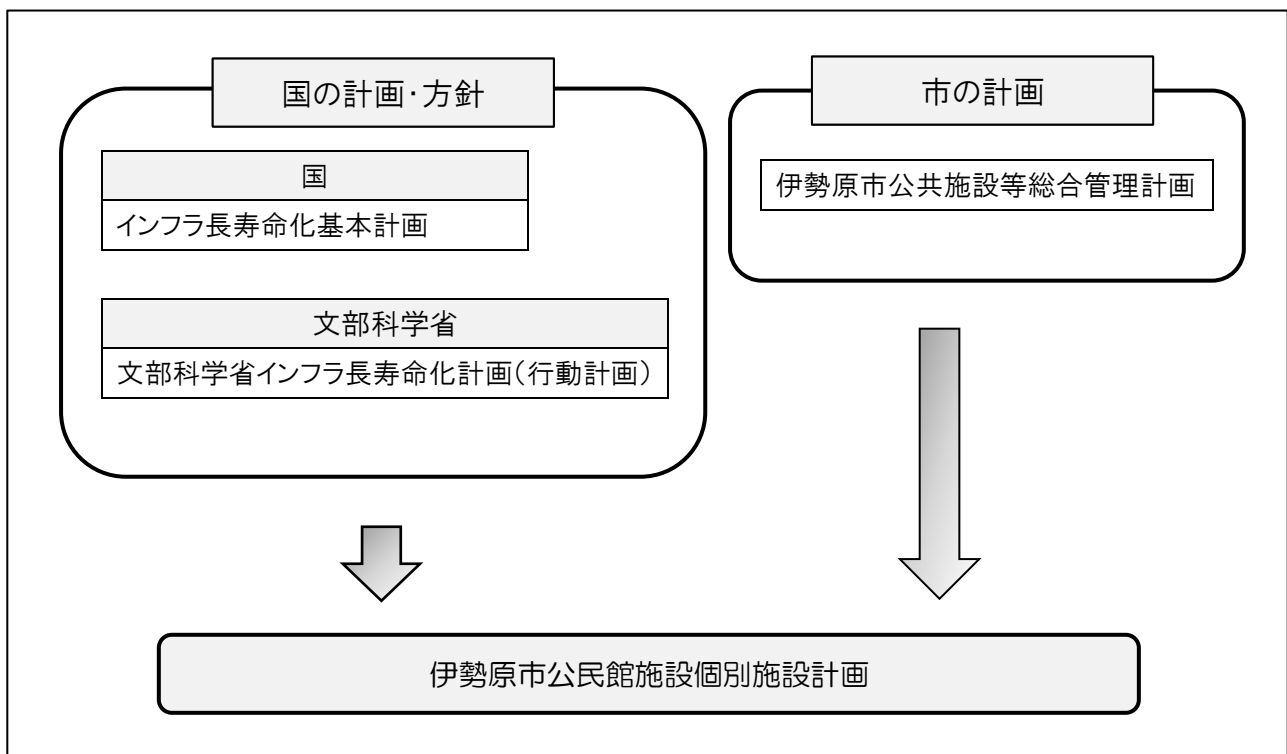 国の計画・方針
国
インフラ長寿命化基本計画
文部科学省
文部科学省インフラ長寿命化計画（行動計画）
市の計画
伊勢原市公共施設等総合管理計画
伊勢原市公民館施設個別施設計画